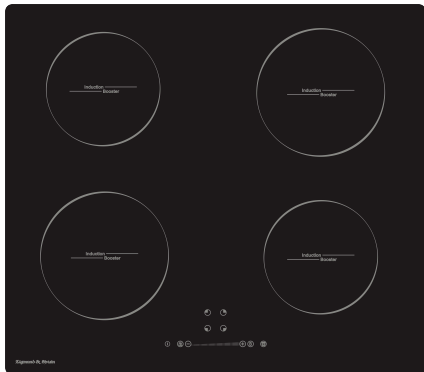 Induction
Booster
Induction
Booster
Induction
Booster
Induction
Booster
Zigmund & Shtain